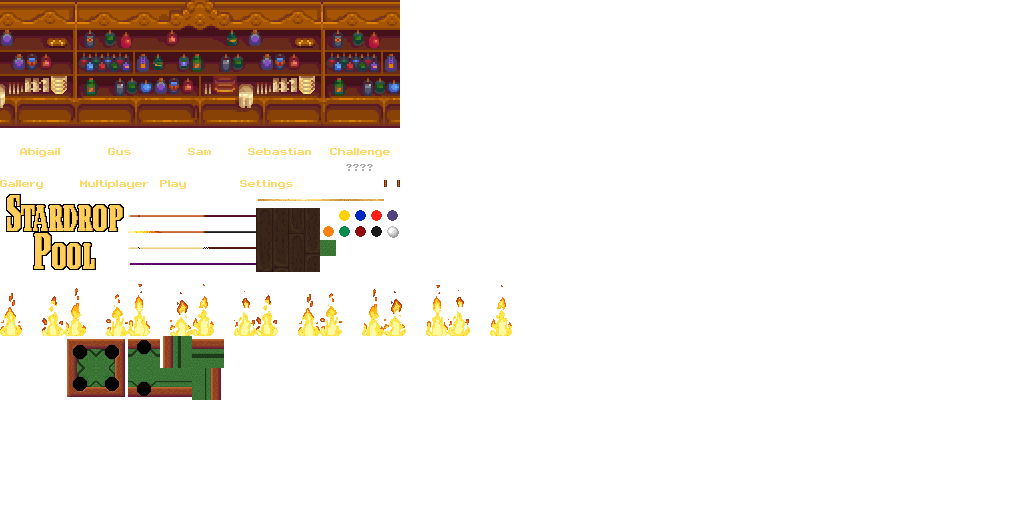 Abigail Gus Sam Sebastian Challenge
????
Gallery Multiplayer Play Settings
STARDROP
POOL